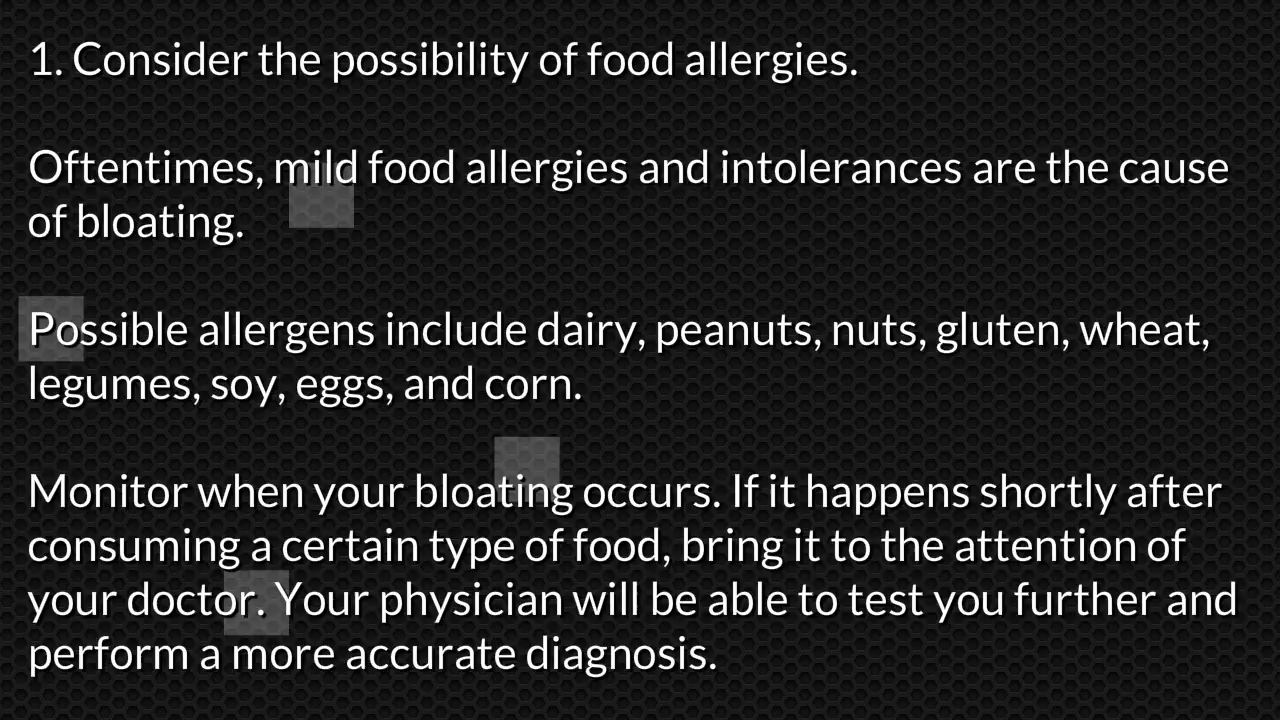 1. Consider the possibility of food allergies.
Oftentimes, mild food allergies and intolerances are the cause
of bloating.
Possible allergens include dairy, peanuts, nuts, gluten, wheat,
legumes, soy, eggs, and corn.
Monitor when your bloating occurs. If it happens shortly after
consuming a certain type of food, bring it to the attention of
your doctor. Your physician will be able to test you further and
perform a more accurate diagnosis.